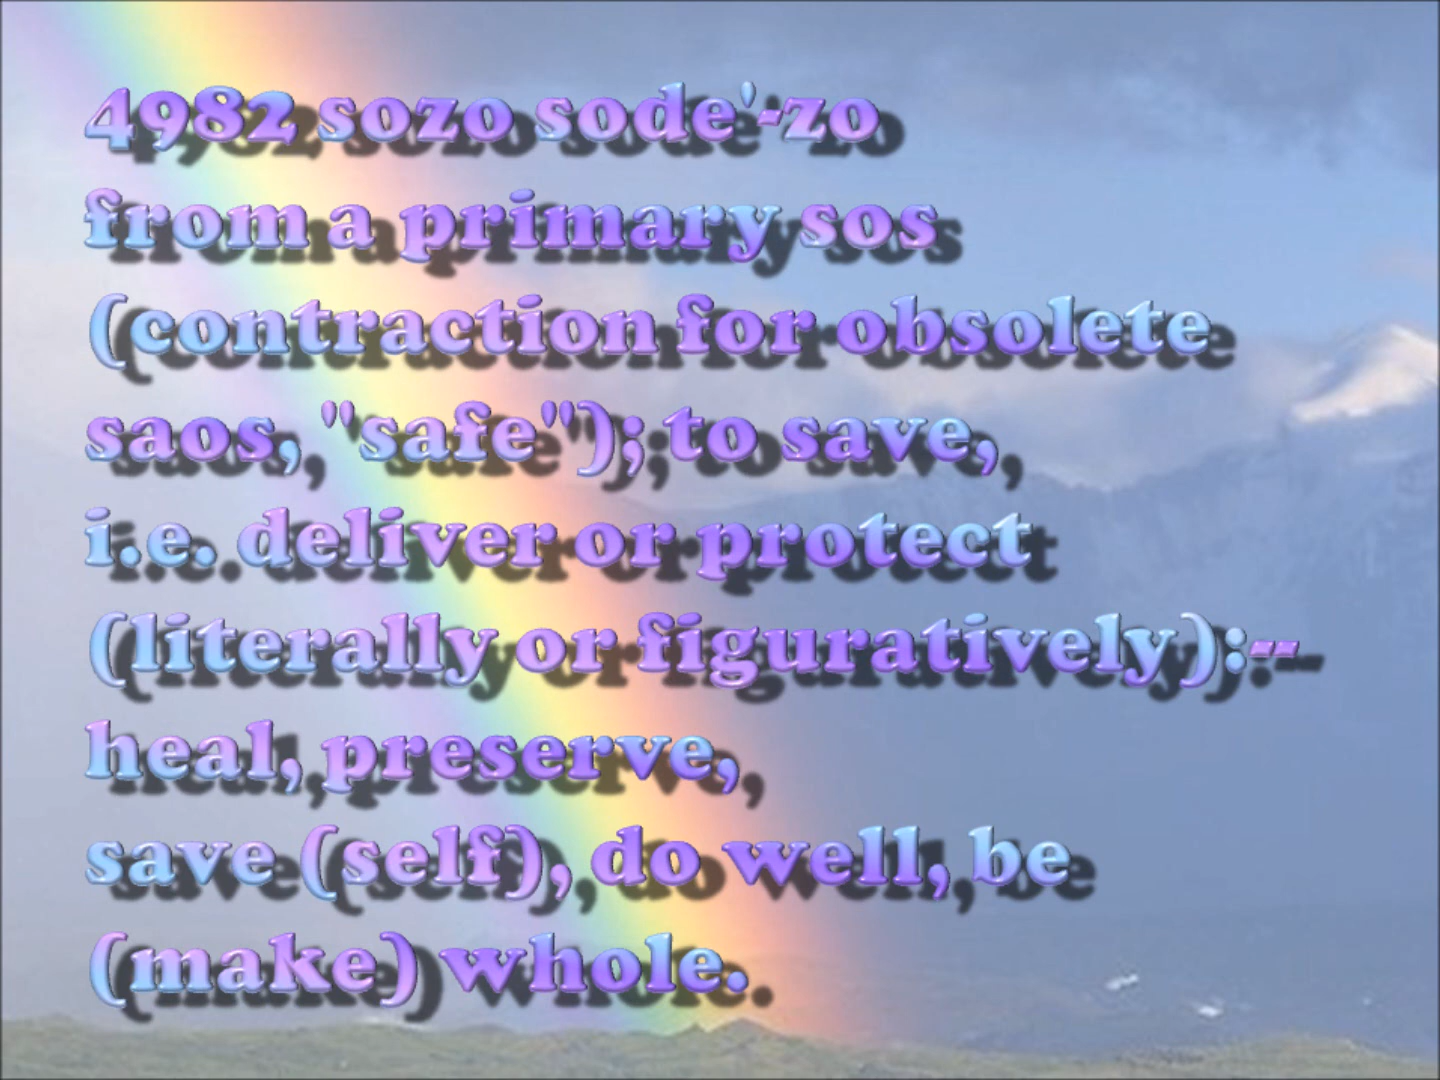 4982 sozo sode'-zo
from a primary sos
(contraction for obsolete
saos, "safe"); to save,
i.e. deliver or protect
(literally or figuratively):--
heal, preserve,
save (self), do well, be
(make) whole.